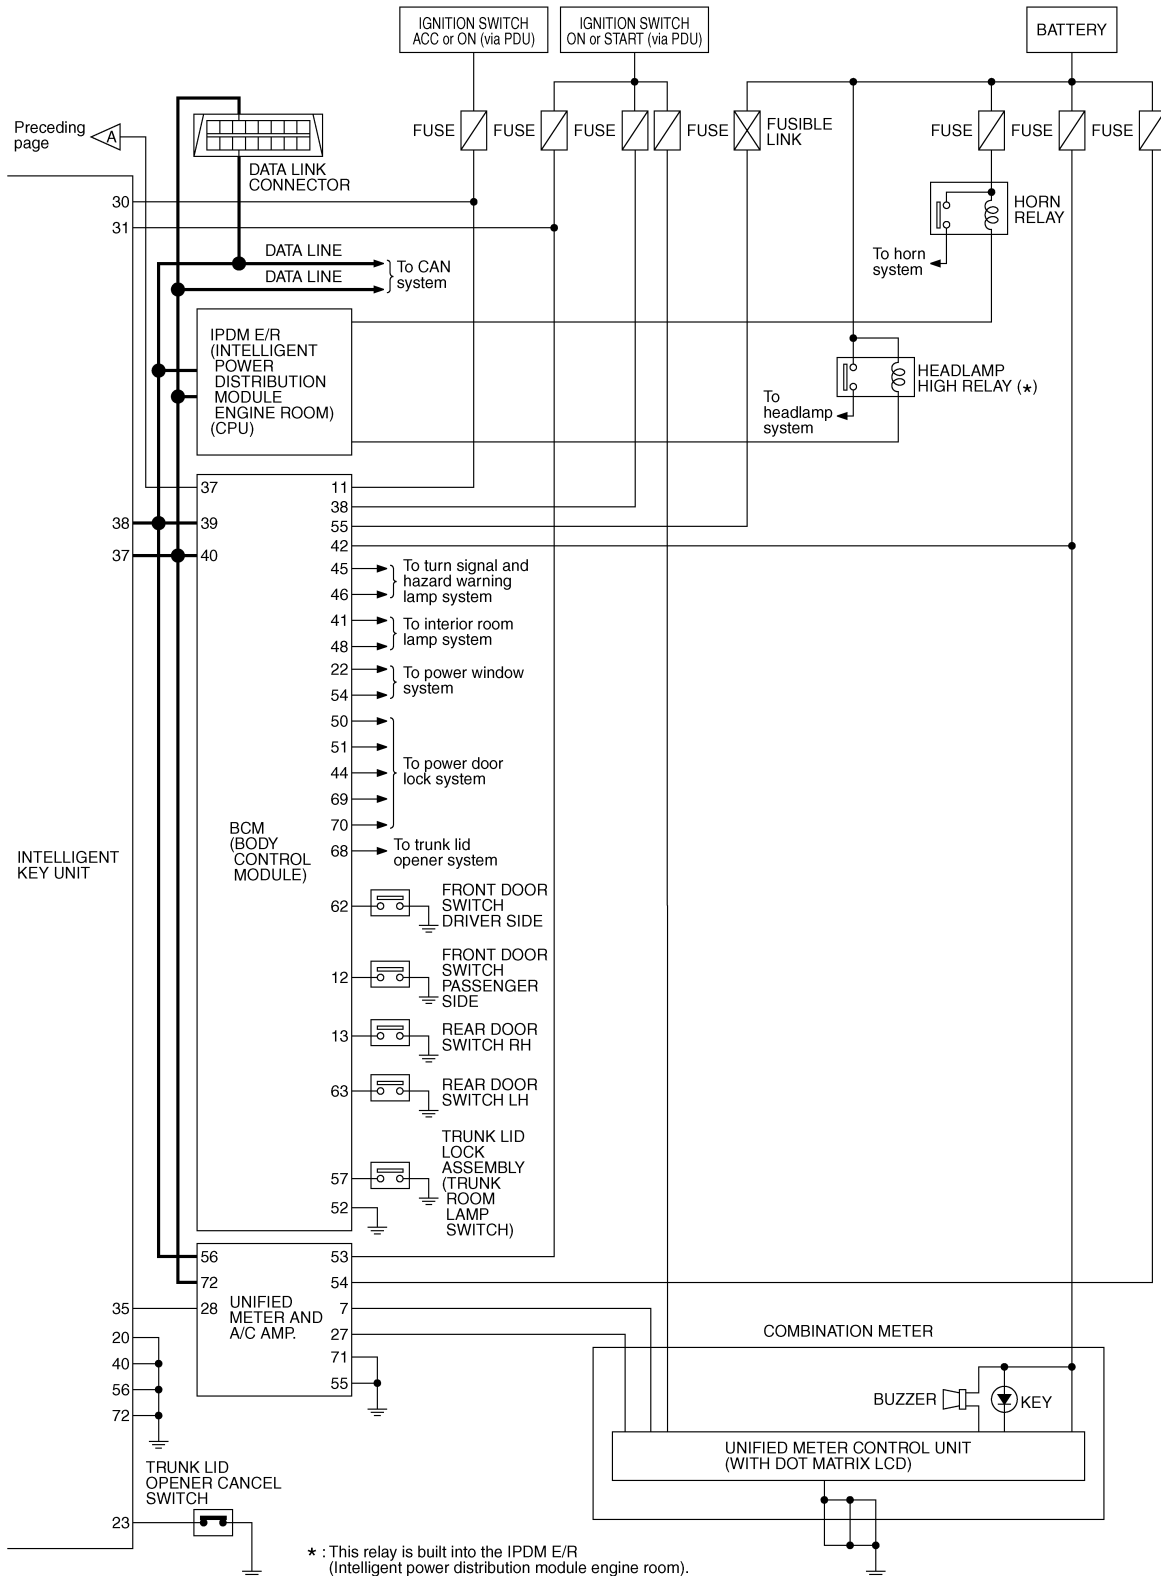 IGNITION SWITCH
ACC or ON (via PDU)
IGNITION SWITCH
ON or START (via PDU)
BATTERY
Preceding
page
A
FUSE
FUSE
FUSE
FUSE
FUSIBLE
LINK
FUSE
FUSE
FUSE
DATA LINK
CONNECTOR
30
31
HORN
RELAY
To horn
system
DATA LINE
DATA LINE
To CAN
system
IPDM E/R
(INTELLIGENT
POWER
DISTRIBUTION
MODULE
ENGINE ROOM)
(CPU)
HEADLAMP
HIGH RELAY (*)
To
headlamp
system
37
11
38
38
39
55
37
40
42
45
46
To turn signal and
hazard warning
lamp system
41
48
To interior room
lamp system
22
54
To power window
system
50
51
44
69
70
To power door
lock system
68
To trunk lid
opener system
BCM
(BODY
CONTROL
MODULE)
INTELLIGENT
KEY UNIT
62
FRONT DOOR
SWITCH
DRIVER SIDE
12
FRONT DOOR
SWITCH
PASSENGER
SIDE
13
REAR DOOR
SWITCH RH
63
REAR DOOR
SWITCH LH
57
TRUNK LID
LOCK
ASSEMBLY
(TRUNK
ROOM
LAMP
SWITCH)
52
56
53
72
54
35
28
7
27
71
55
UNIFIED
METER AND
A/C AMP.
20
40
56
72
COMBINATION METER
BUZZER
KEY
UNIFIED METER CONTROL UNIT
(WITH DOT MATRIX LCD)
TRUNK LID
OPENER CANCEL
SWITCH
23
* : This relay is built into the IPDM E/R
(Intelligent power distribution module engine room).